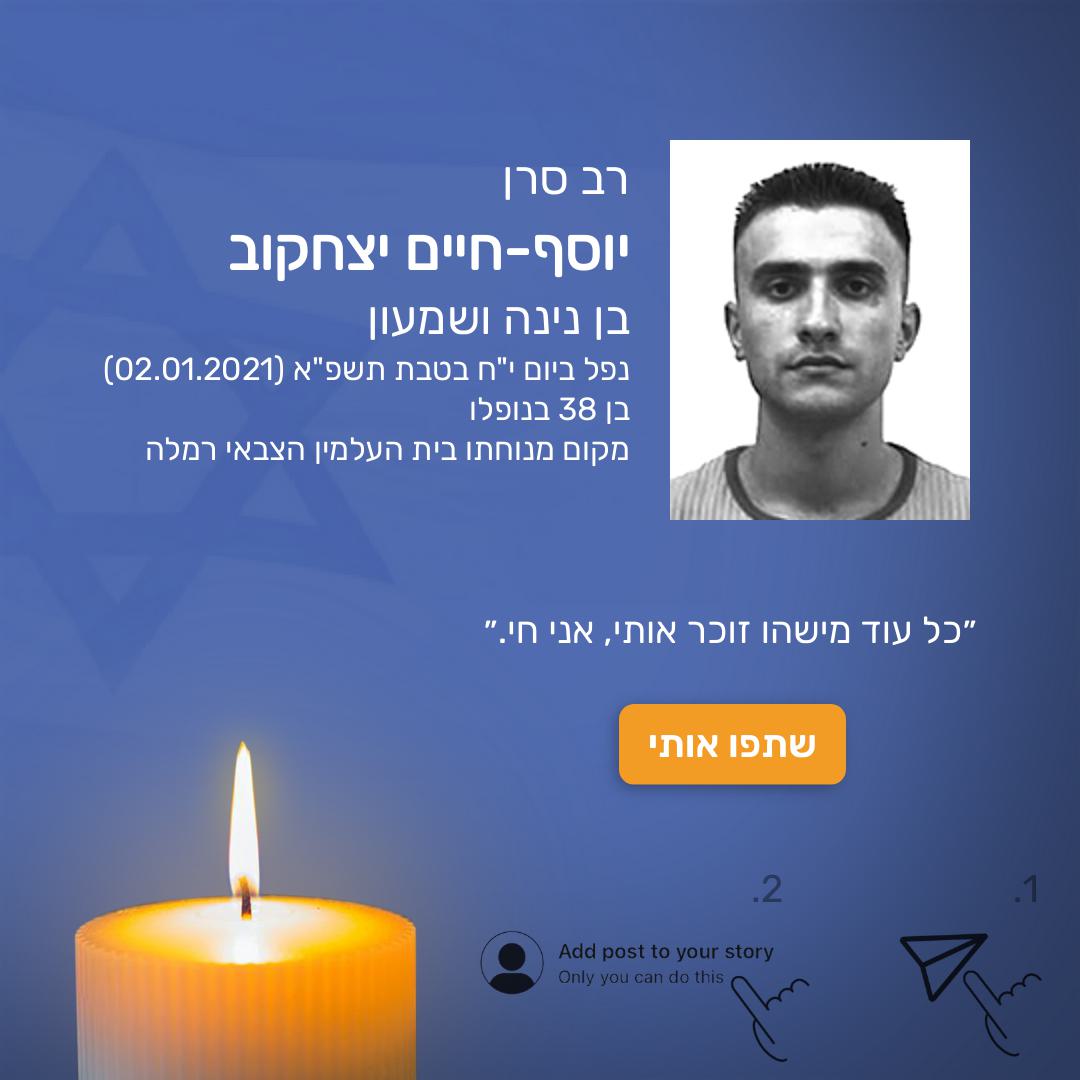 רב סרן
יוסף-חיים יצחקוב
בן נינה ושמעון
נפל ביום י"ח בטבת תשפ"א (02.01.2021)
בן 38 בנופלו
מקום מנוחתו בית העלמין הצבאי רמלה
״כל עוד מישהו זוכר אותי, אני חי.״
שתפו אותי
1.
2.
Add post to your story
Only you can do this